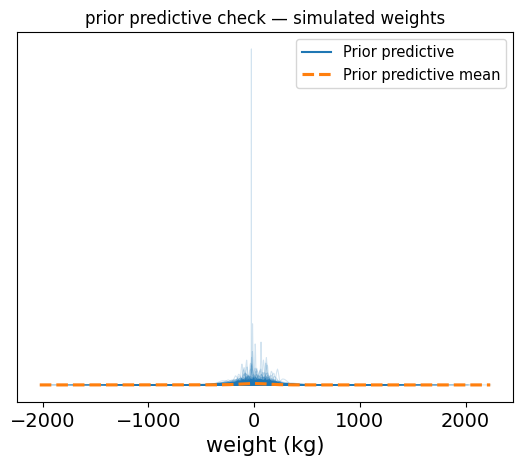 prior predictive check — simulated weights
Prior predictive
Prior predictive mean
−2000 −1000 0 1000 2000
weight (kg)